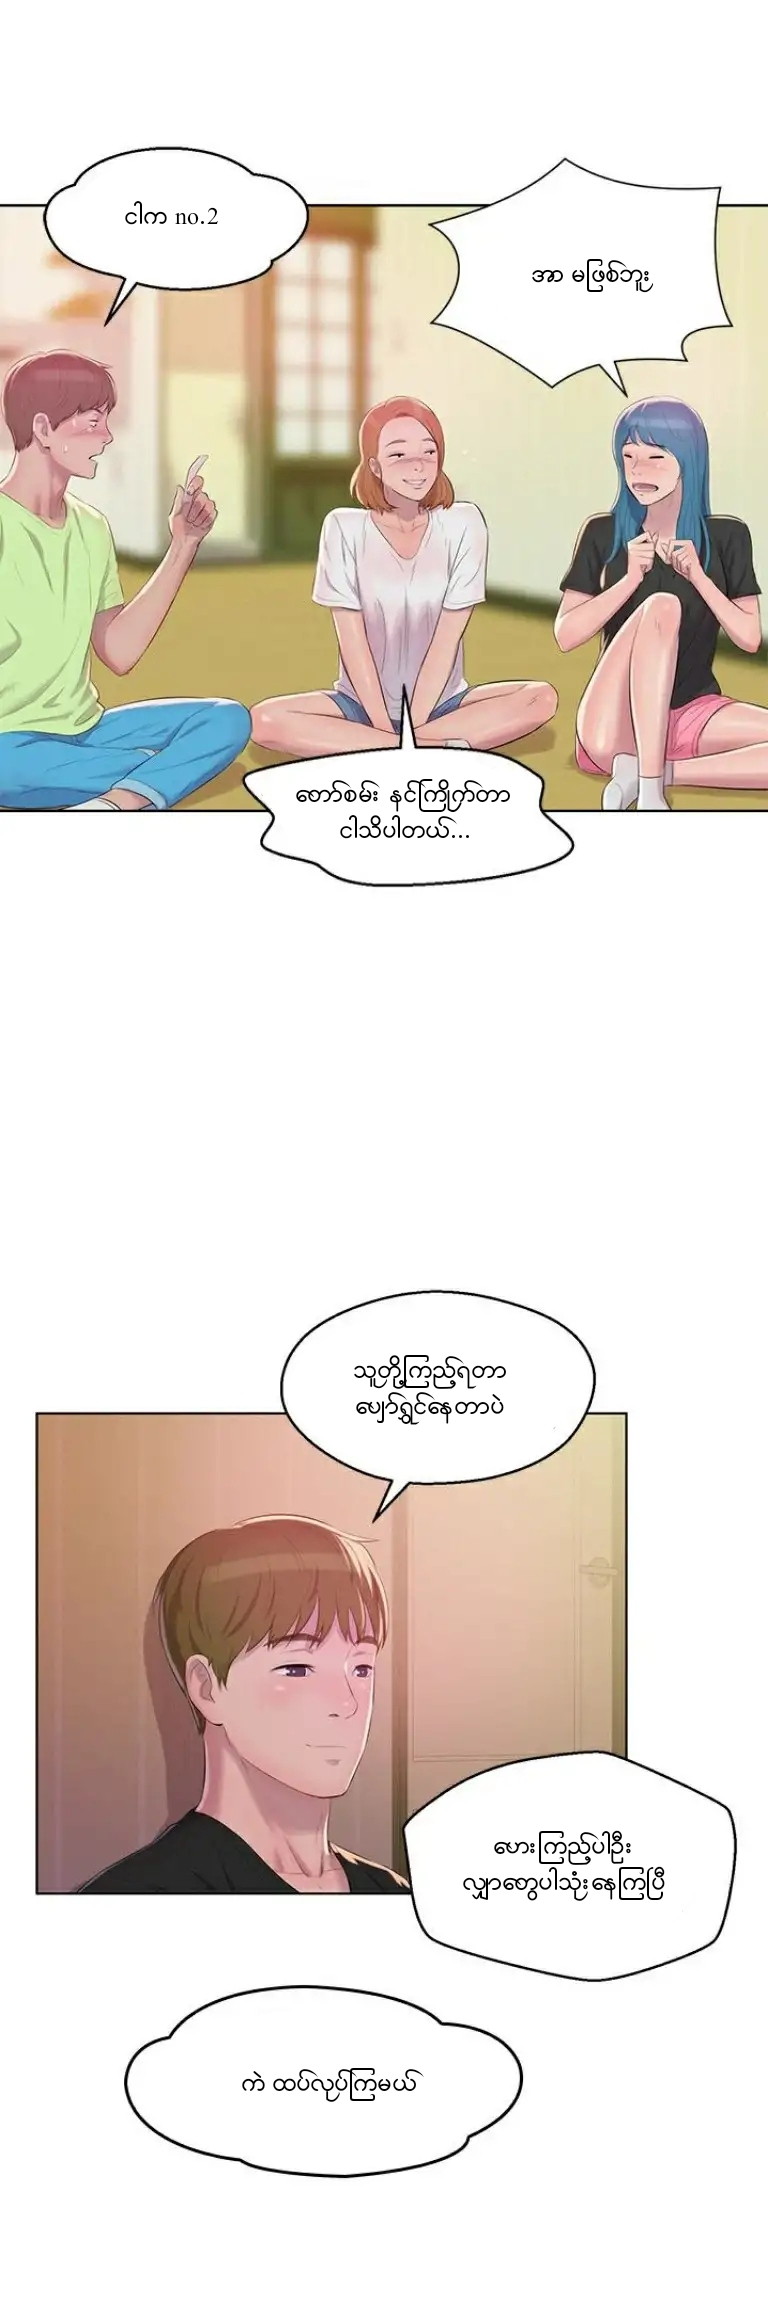 ငါက no.2
အာ မဖြစ်ဘူး
တော်စမ်း နင်ကြိုက်တာ
ငါသိပါတယ်...
သူတို့ကြည့်ရတာ
ပျော်ရွှင်နေတာပဲ
ဟေးကြည့်ပါဦး
လျှာတွေပါသုံးနေကြပြီ
ကဲ ထပ်လုပ်ကြမယ်